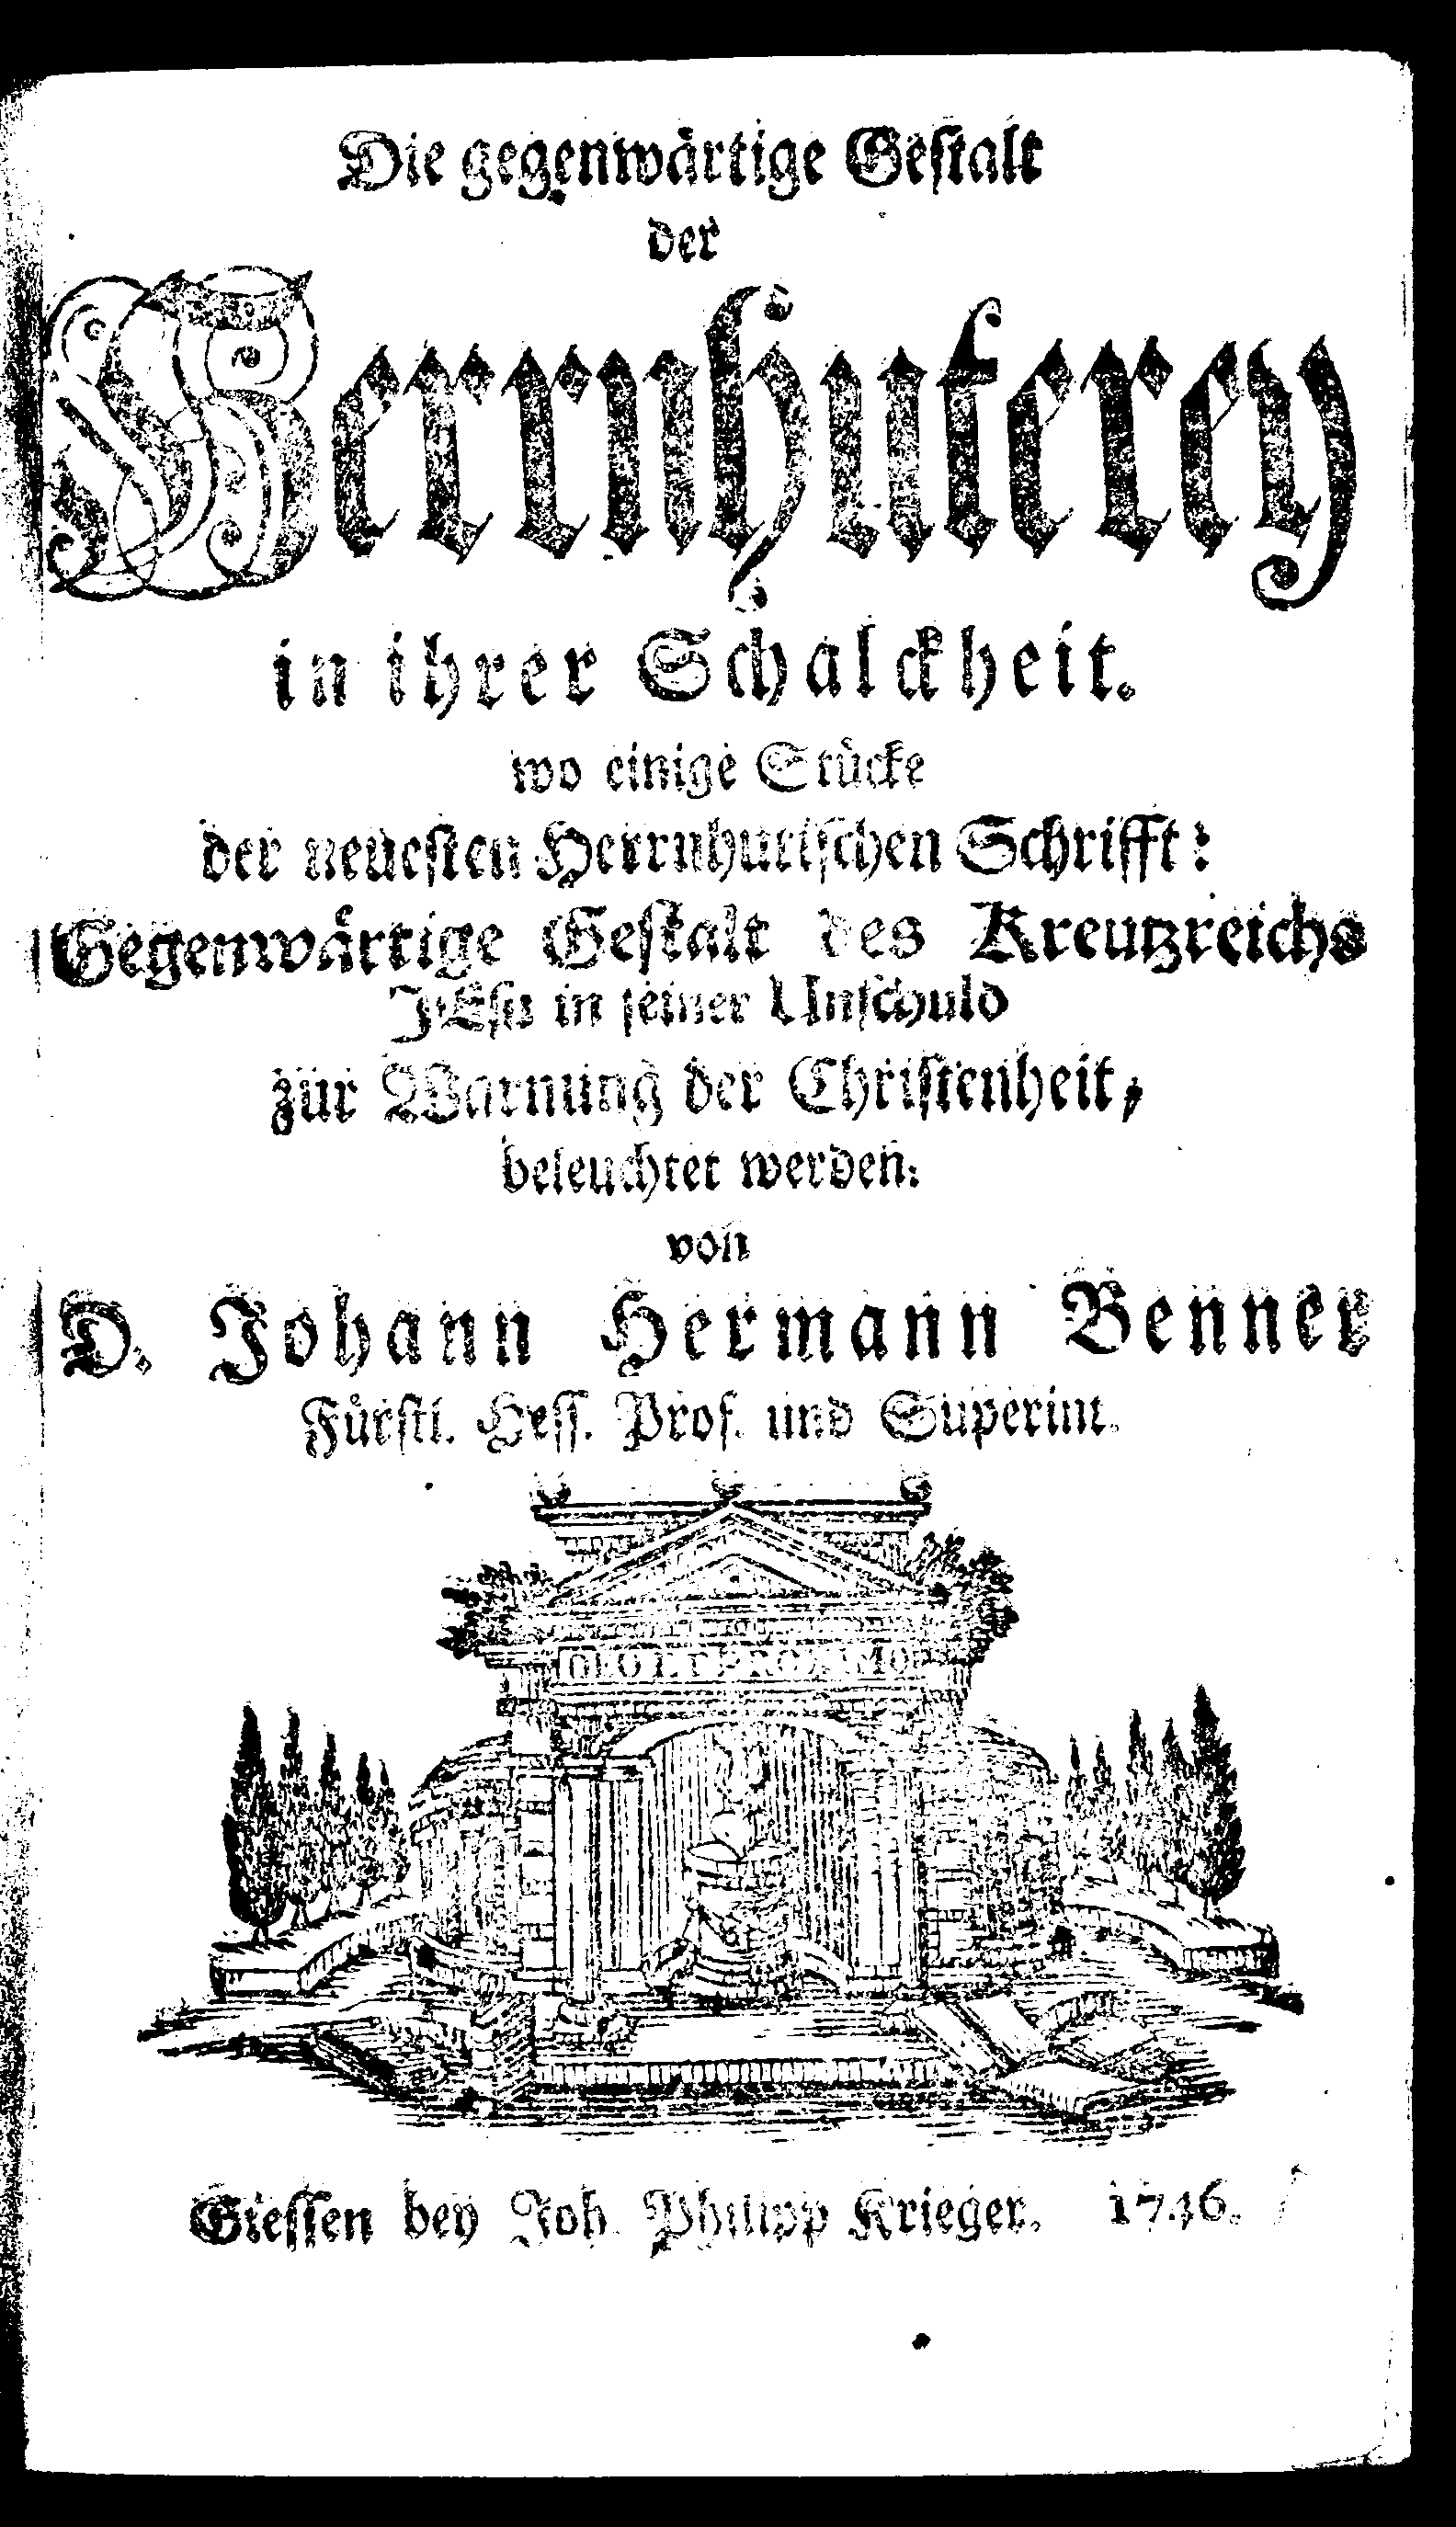 Die gegenwärtige Gestalt
der
Herrnhuterey
in ihrer Schalckheit.
wo einige Stücke
der neuesten Herrnhutischen Schrifft:
Gegenwärtige Gestalt des Kreutzreichs
JEsu in seiner Unschuld
zur Warnung der Christenheit,
beleuchtet werden:
von
D. Johann Hermann Benner
Fürstl. Hess. Prof. und Superint.
DEO ET PROXIMO
Giessen bey Joh. Philipp Krieger. 1746.